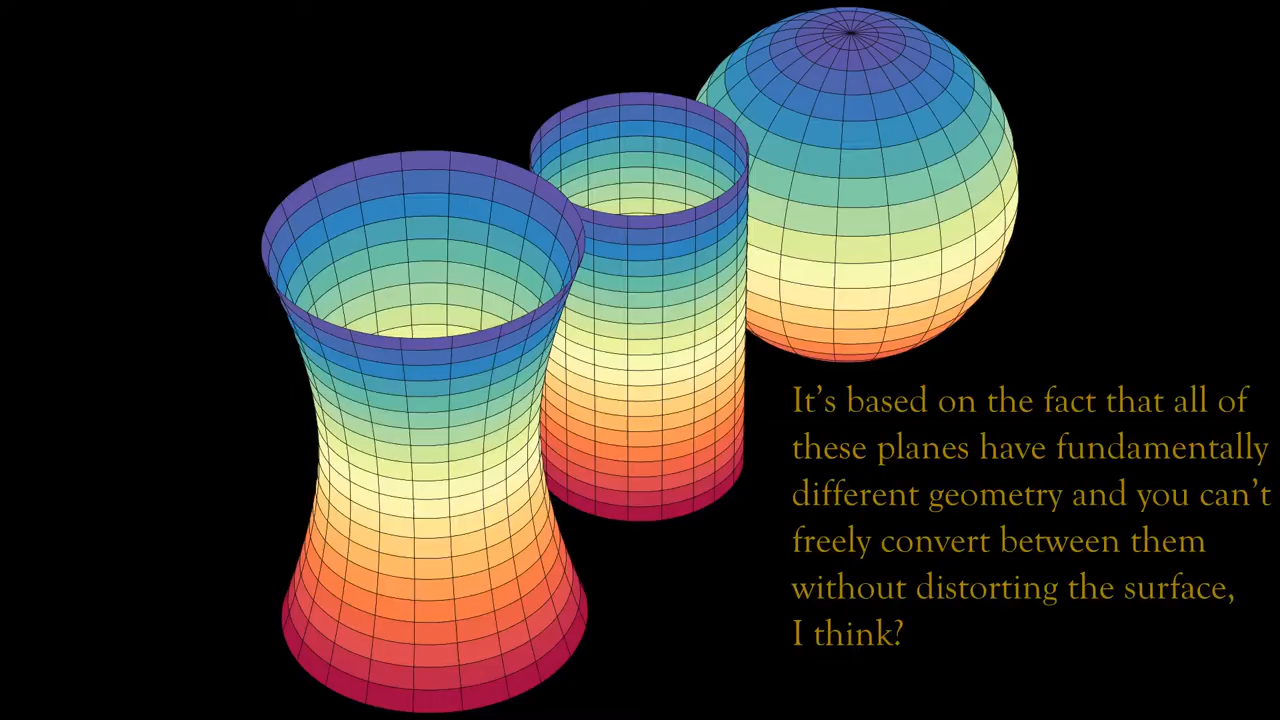 It’s based on the fact that all of
these planes have fundamentally
different geometry and you can’t
freely convert between them
without distorting the surface,
I think?